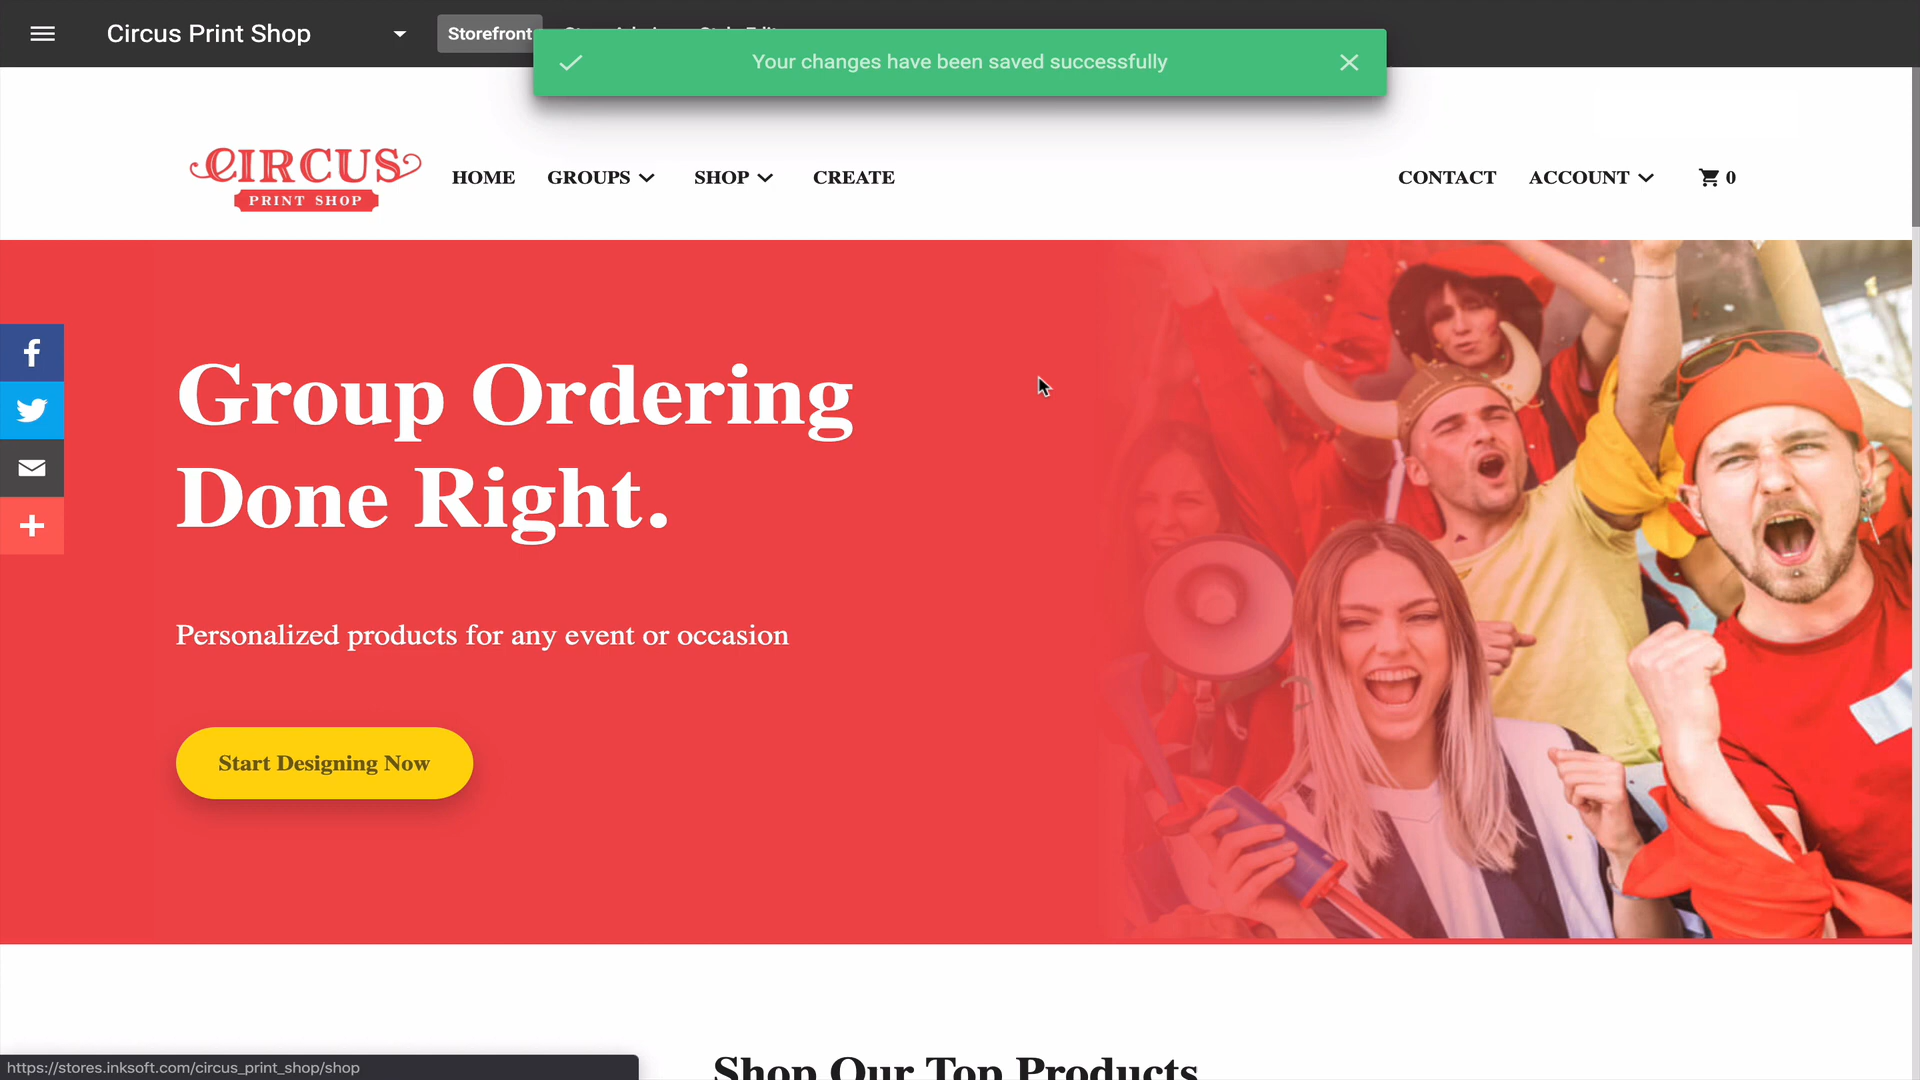 Circus Print Shop
Storefront
Your changes have been saved successfully
CIRCUS
PRINT SHOP
HOME
GROUPS
SHOP
CREATE
CONTACT
ACCOUNT
0
Group Ordering
Done Right.
Personalized products for any event or occasion
Start Designing Now
https://stores.inksoft.com/circus_print_shop/shop
Shop Our Top Products